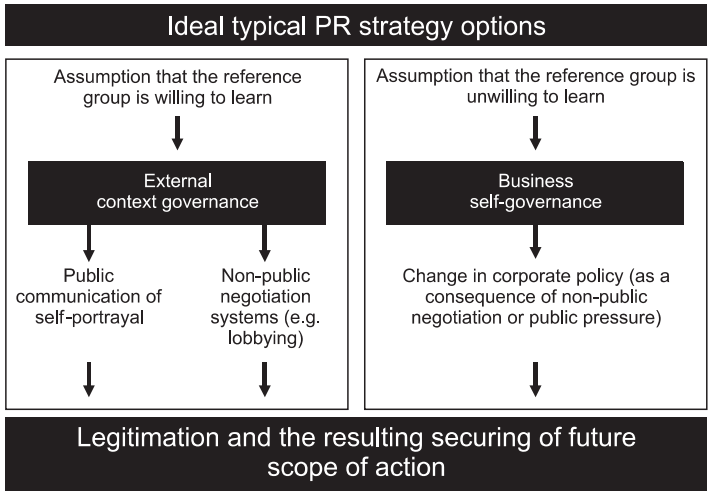 Ideal typical PR strategy options
Assumption that the reference
group is willing to learn
External
context governance
Public
communication of
self-portrayal
Non-public
negotiation
systems (e.g.
lobbying)
Assumption that the reference group is
unwilling to learn
Business
self-governance
Change in corporate policy (as a
consequence of non-public
negotiation or public pressure)
Legitimation and the resulting securing of future
scope of action